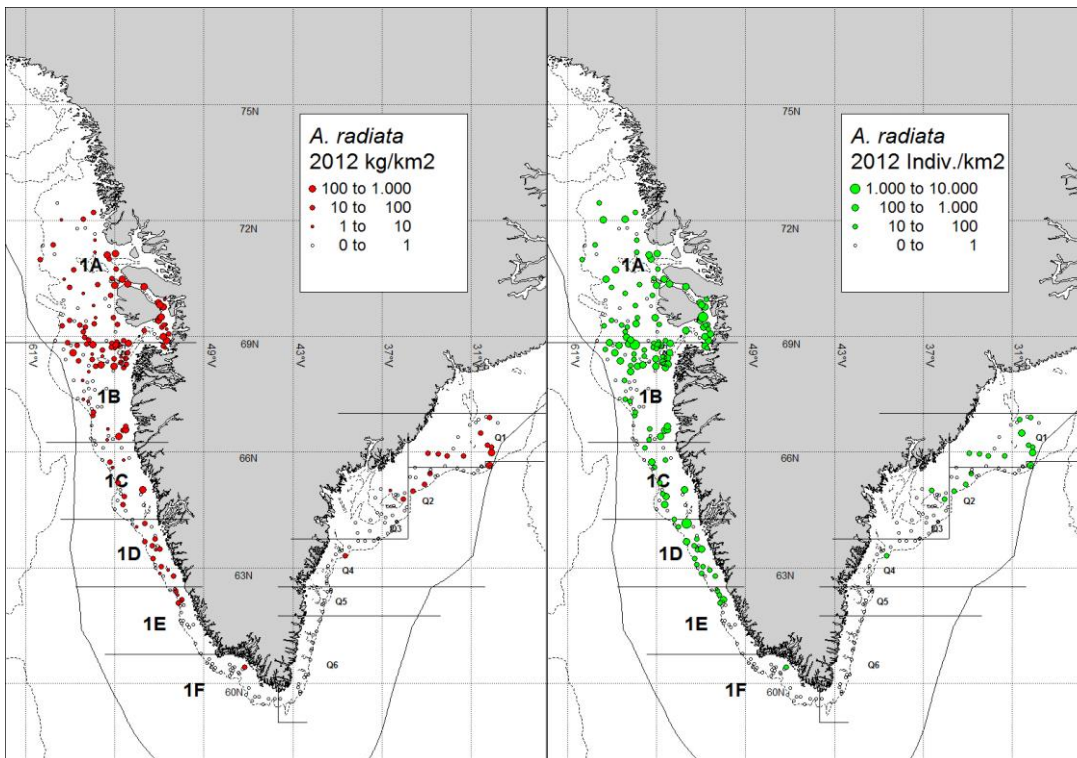 75N
A. radiata
2012 kg/km2
100 to 1.000
10 to 100
1 to 10
0 to 1
72N
1A
61°V
49°V
43°V
37°V
31°V
69N
1B
Q1
66N
1C
Q2
Q3
1D
63N
Q4
Q5
1E
Q6
1F
60N
75N
A. radiata
2012 Indiv./km2
1.000 to 10.000
100 to 1.000
10 to 100
0 to 1
72N
1A
61°V
49°V
43°V
37°V
31°V
69N
1B
Q1
66N
1C
Q2
Q3
1D
63N
Q4
Q5
1E
Q6
1F
60N